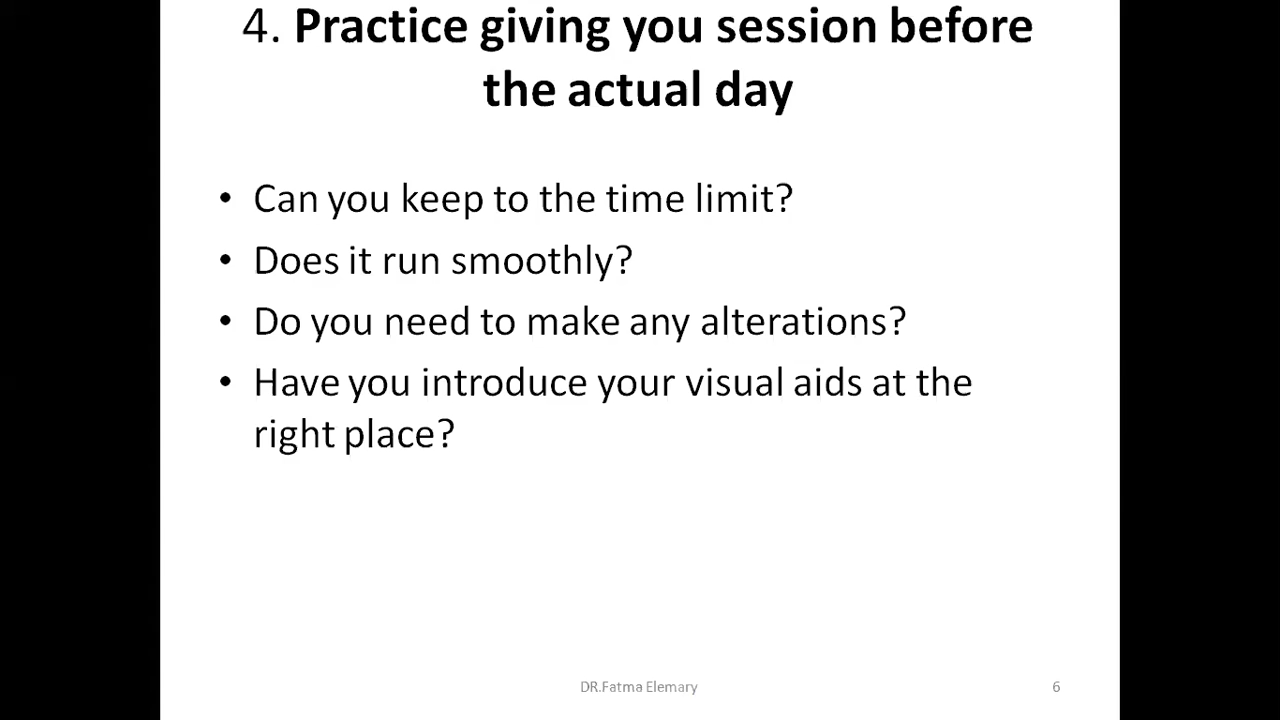 4. Practice giving you session before
the actual day
• Can you keep to the time limit?
• Does it run smoothly?
• Do you need to make any alterations?
• Have you introduce your visual aids at the
right place?
DR.Fatma Elemary
6